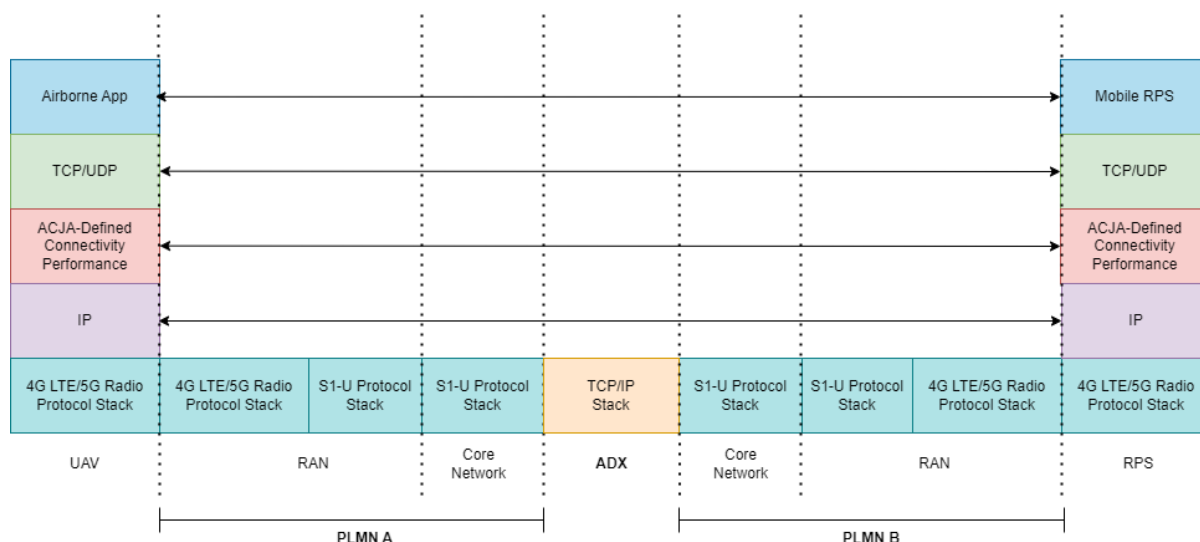 Airborne App
Mobile RPS
TCP/UDP
TCP/UDP
ACJA-Defined
Connectivity
Performance
ACJA-Defined
Connectivity
Performance
IP
IP
4G LTE/5G Radio
Protocol Stack
4G LTE/5G Radio
Protocol Stack
S1-U Protocol
Stack
S1-U Protocol
Stack
TCP/IP
Stack
S1-U Protocol
Stack
S1-U Protocol
Stack
4G LTE/5G Radio
Protocol Stack
4G LTE/5G Radio
Protocol Stack
UAV
RAN
Core
Network
ADX
Core
Network
RAN
RPS
PLMN A
PLMN B